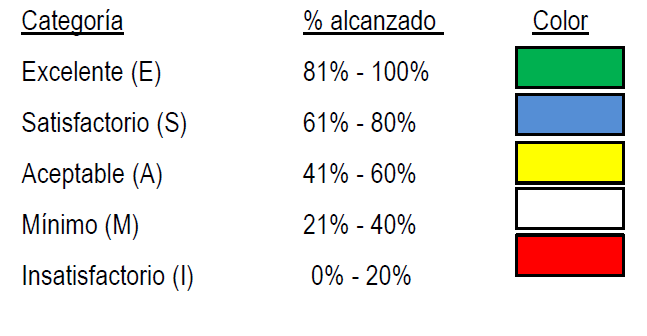 Categoría % alcanzado Color
Excelente (E) 81% - 100%
Satisfactorio (S) 61% - 80%
Aceptable (A) 41% - 60%
Mínimo (M) 21% - 40%
Insatisfactorio (I) 0% - 20%